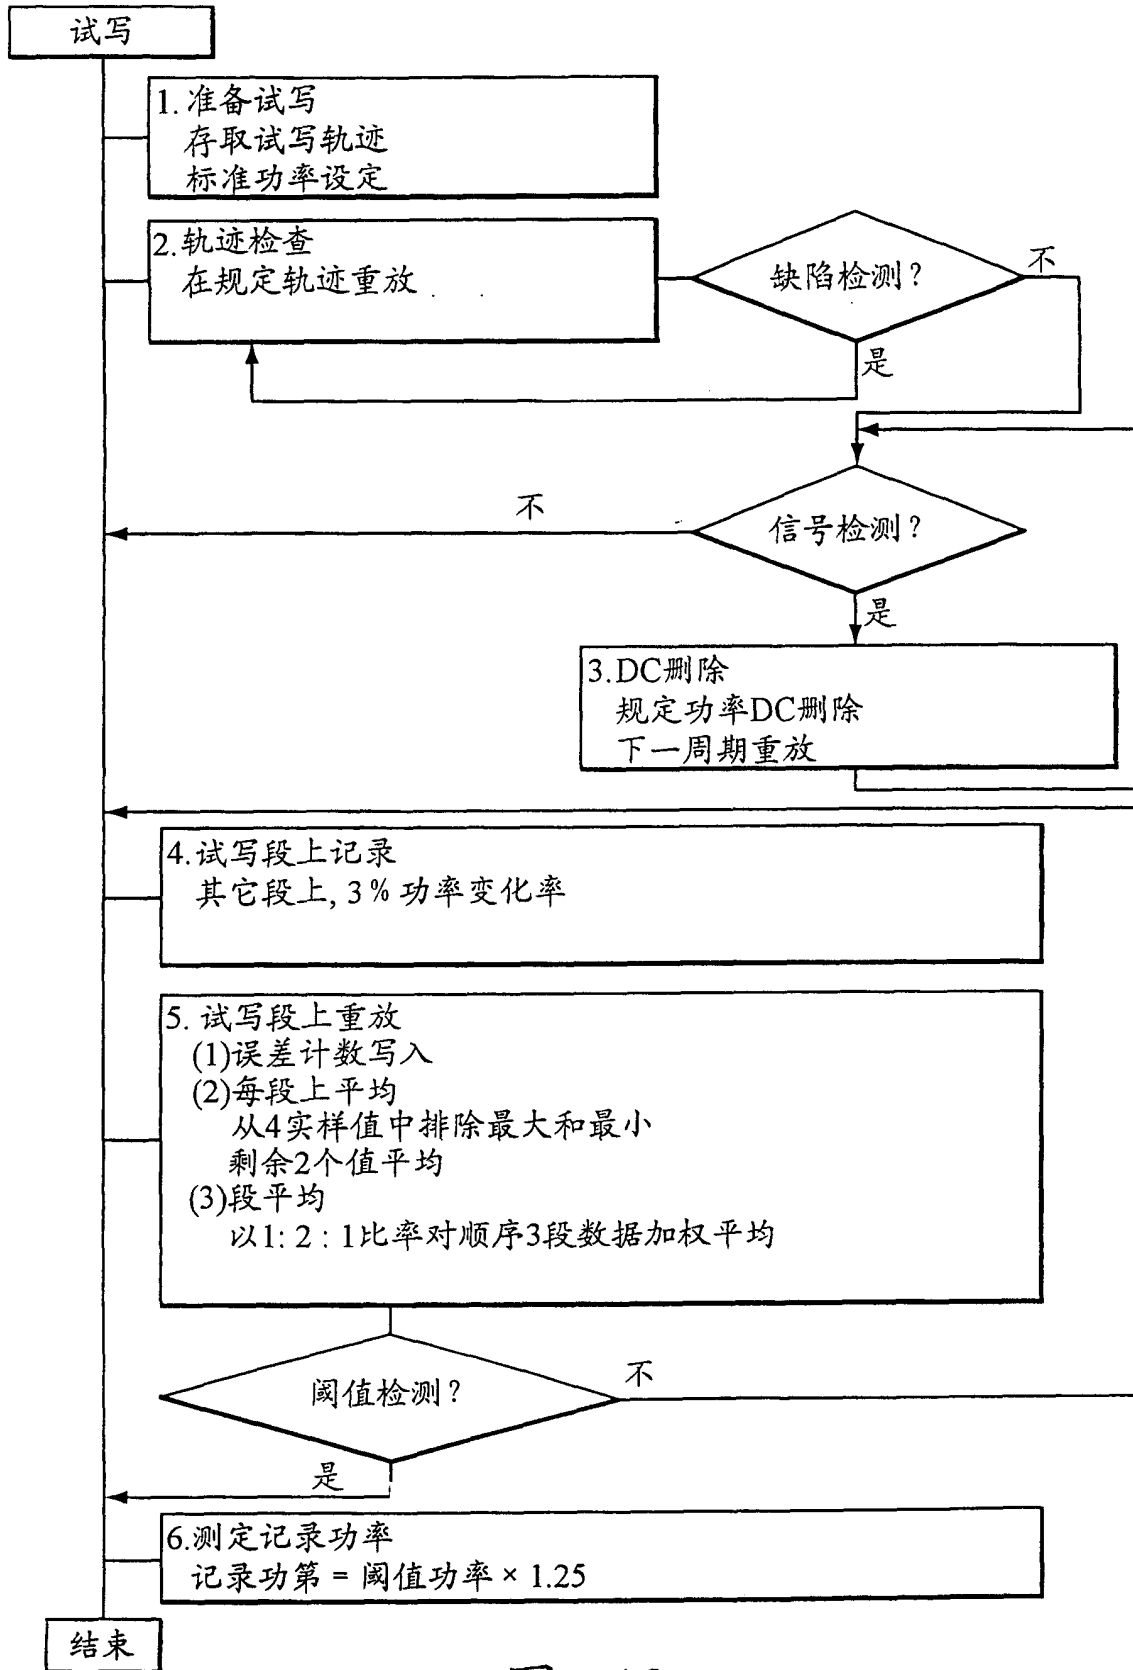 试写
1. 准备试写
存取试写轨迹
标准功率设定
2. 轨迹检查
在规定轨迹重放
缺陷检测?
不
是
不
信号检测?
是
3. DC删除
规定功率DC删除
下一周期重放
4. 试写段上记录
其它段上, 3% 功率变化率
5. 试写段上重放
(1)误差计数写入
(2)每段上平均
从4实样值中排除最大和最小
剩余2个值平均
(3)段平均
以1: 2 : 1比率对顺序3段数据加权平均
阈值检测?
不
是
6. 测定记录功率
记录功第 = 阈值功率 × 1.25
结束